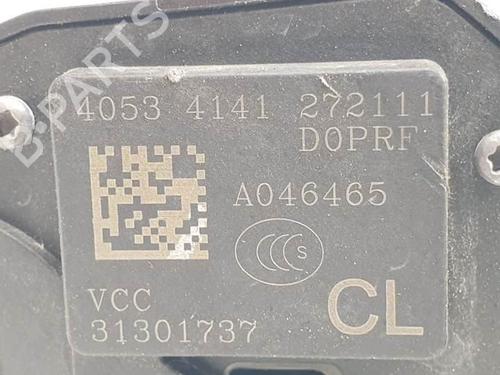 4053 4141 272111
D0PRF
A046465
CCC S
VCC
31301737
CL
B-PARTS